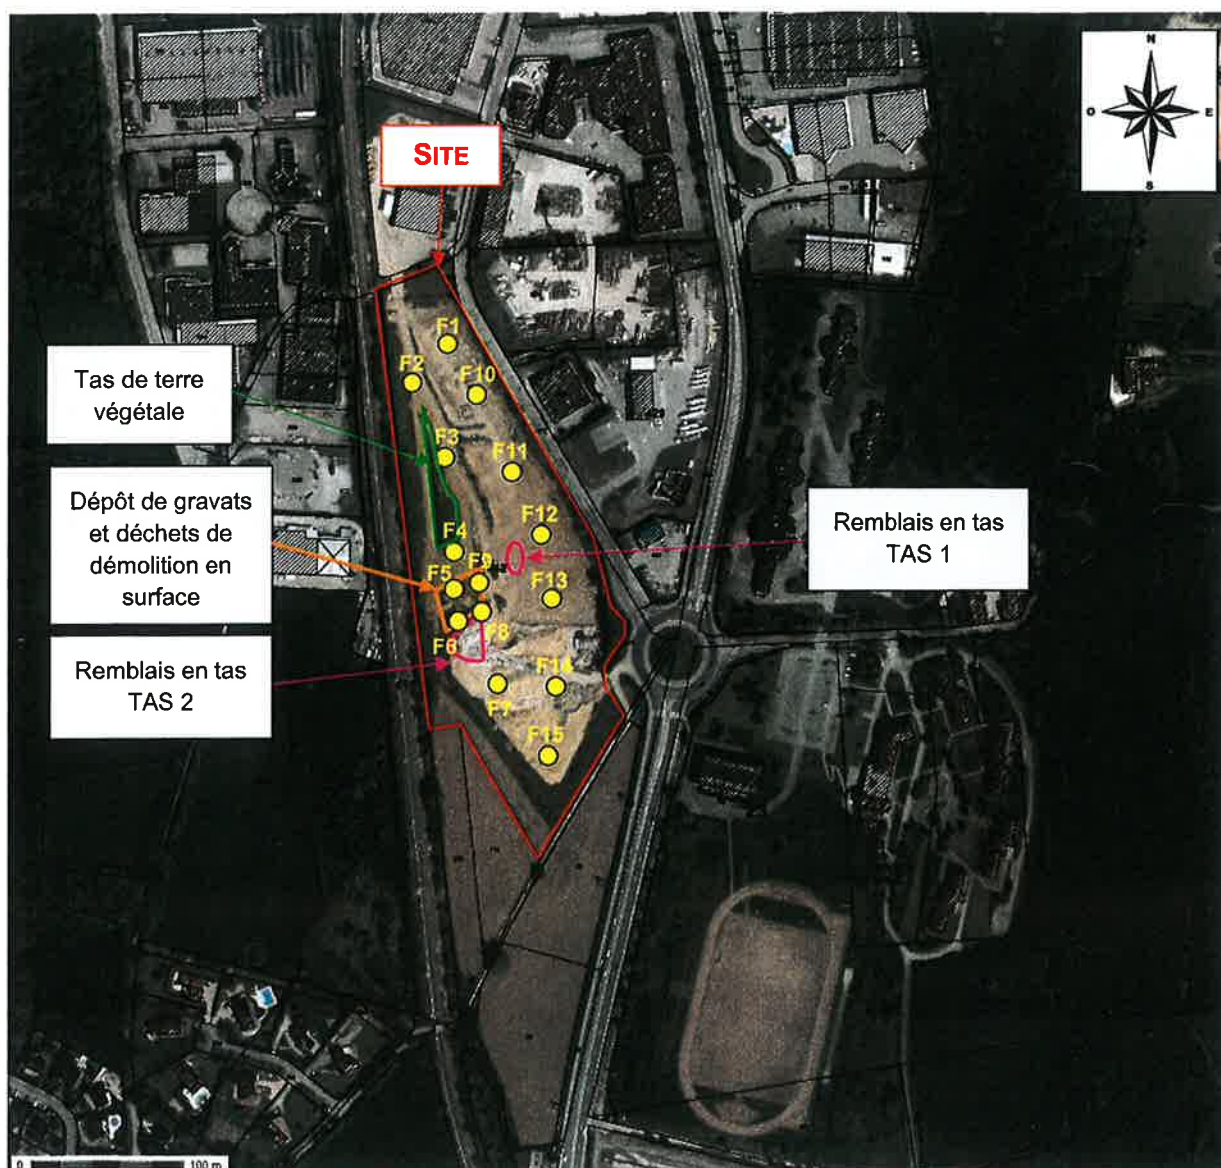 N
O
E
S
SITE
F1
F2
F10
Tas de terre
végétale
F3
F11
Dépôt de gravats
et déchets de
démolition en
surface
F4
F12
Remblais en tas
TAS 1
F5
F9
F13
F6
F8
Remblais en tas
TAS 2
F7
F14
F15
0
100 m